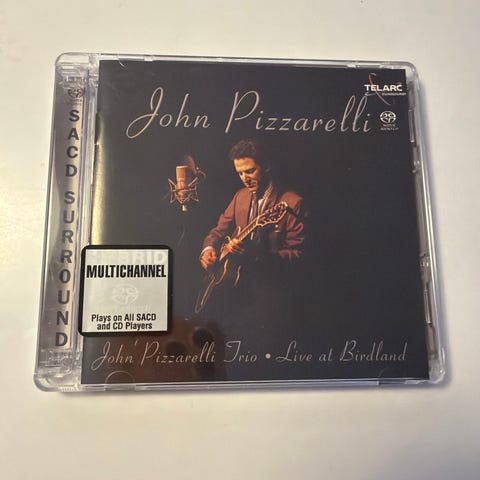 TELARC
John Pizzarelli
SACD SURROUND
HYBRID
MULTICHANNEL
Plays on All SACD
and CD Players
John Pizzarelli Trio • Live at Birdland